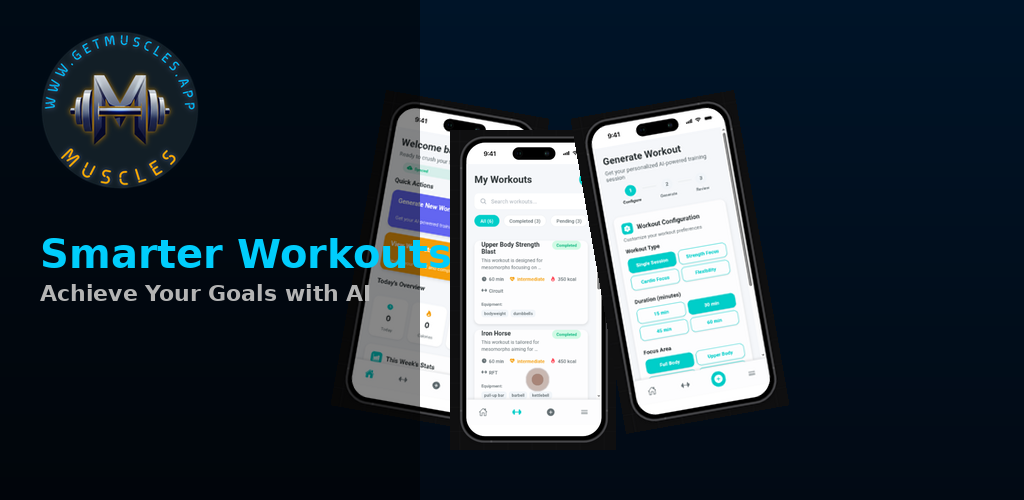 WWW.GETMUSCLES.APP
MUSCLES
Smarter Workouts
Achieve Your Goals with AI
9:41
Welcome b
Ready to crush your
Quick Actions
Generate New Wor
Today's Overview
0
0
Today
This Week's Stats
9:41
My Workouts
Search workouts...
All (6)
Completed (3)
Pending (3)
Upper Body Strength
Blast
Completed
This workout is designed for
mesomorphs focusing on ...
60 min
Intermediate
350 kcal
Circuit
Equipment:
bodyweight
dumbbells
Iron Horse
Completed
This workout is tailored for
mesomorphs aiming for ...
60 min
Intermediate
450 kcal
RFT
Equipment:
pull up bar
barbell
kettlebell
9:41
Generate Workout
Get your personalized AI-powered training
session
1
2
3
Configure
Generate
Review
Workout Configuration
Customize your workout preferences
Workout Type
Single Session
Strength Focus
Cardio Focus
Flexibility
Duration (minutes)
15 min
30 min
45 min
60 min
Focus Area
Full Body
Upper Body